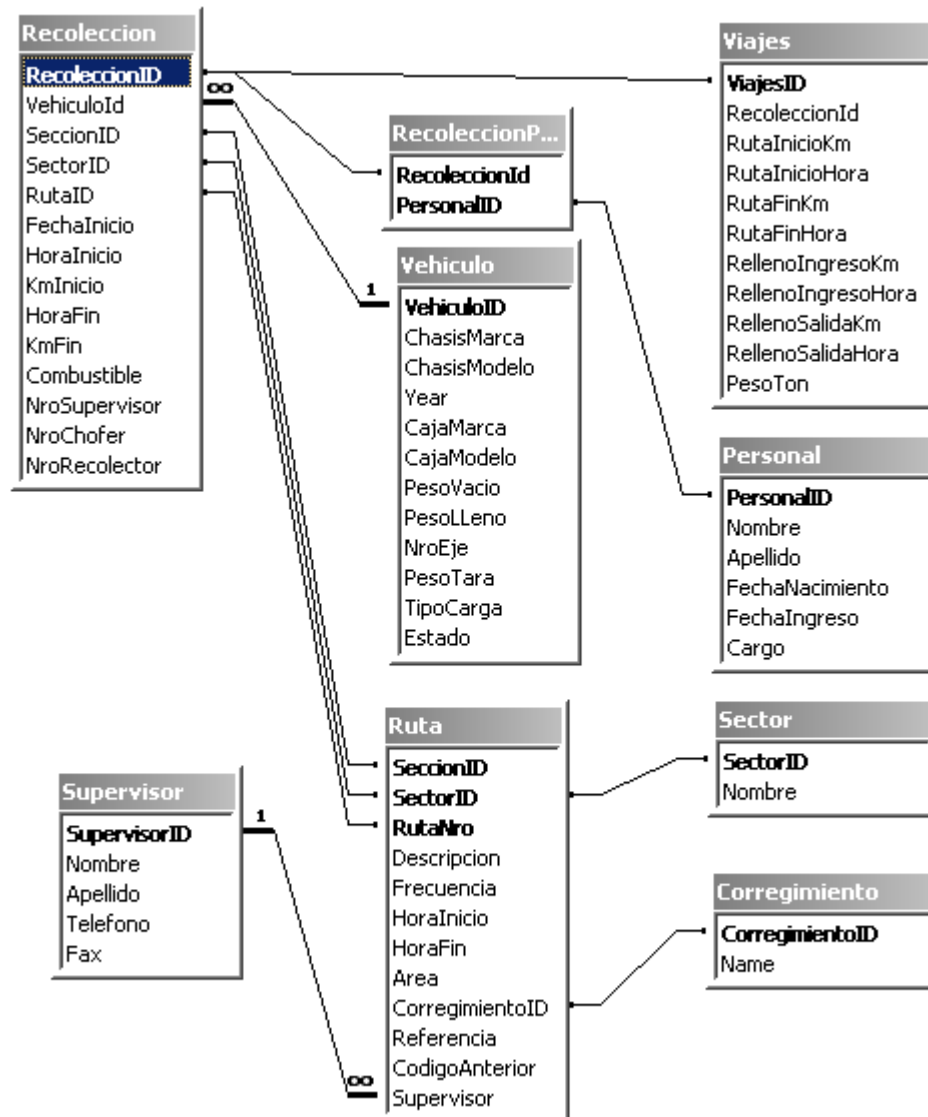 Recoleccion
RecoleccionID
VehiculoId
SeccionID
SectorID
RutaID
FechaInicio
HoraInicio
KmInicio
HoraFin
KmFin
Combustible
NroSupervisor
NroChofer
NroRecolector
∞
RecoleccionP...
RecoleccionId
PersonalID
Viajes
ViajesID
RecoleccionId
RutaInicioKm
RutaInicioHora
RutaFinKm
RutaFinHora
RellenoIngresoKm
RellenoIngresoHora
RellenoSalidaKm
RellenoSalidaHora
PesoTon
1
Vehiculo
VehiculoID
ChasisMarca
ChasisModelo
Year
CajaMarca
CajaModelo
PesoVacio
PesoLLeno
NroEje
PesoTara
TipoCarga
Estado
Personal
PersonalID
Nombre
Apellido
FechaNacimiento
FechaIngreso
Cargo
Supervisor
SupervisorID
Nombre
Apellido
Telefono
Fax
1
∞
Ruta
SeccionID
SectorID
RutaNro
Descripcion
Frecuencia
HoraInicio
HoraFin
Area
CorregimientoID
Referencia
CodigoAnterior
Supervisor
Sector
SectorID
Nombre
Corregimiento
CorregimientoID
Name